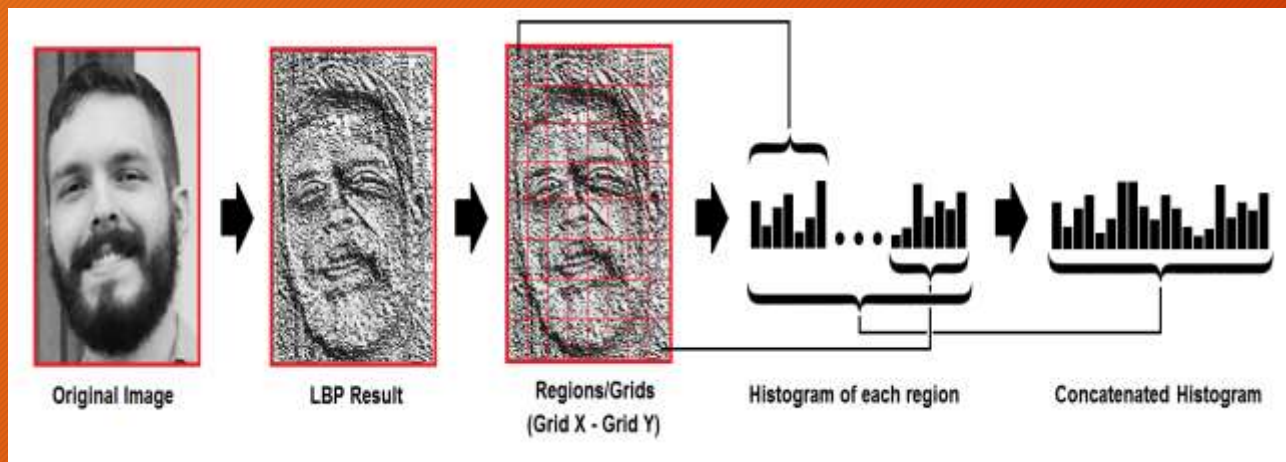 Original Image
LBP Result
Regions/Grids
(Grid X - Grid Y)
Histogram of each region
Concatenated Histogram